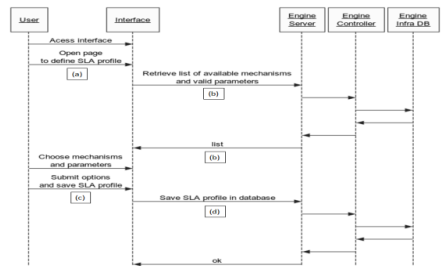 User
Interface
Engine
Server
Engine
Controller
Engine
Infra DB
Acess interface
Open page
to define SLA profile
(a)
Retrieve list of available mechanisms
and valid parameters
(b)
list
(b)
Choose mechanisms
and parameters
Submit options
and save SLA profile
(c)
Save SLA profile in database
(d)
ok